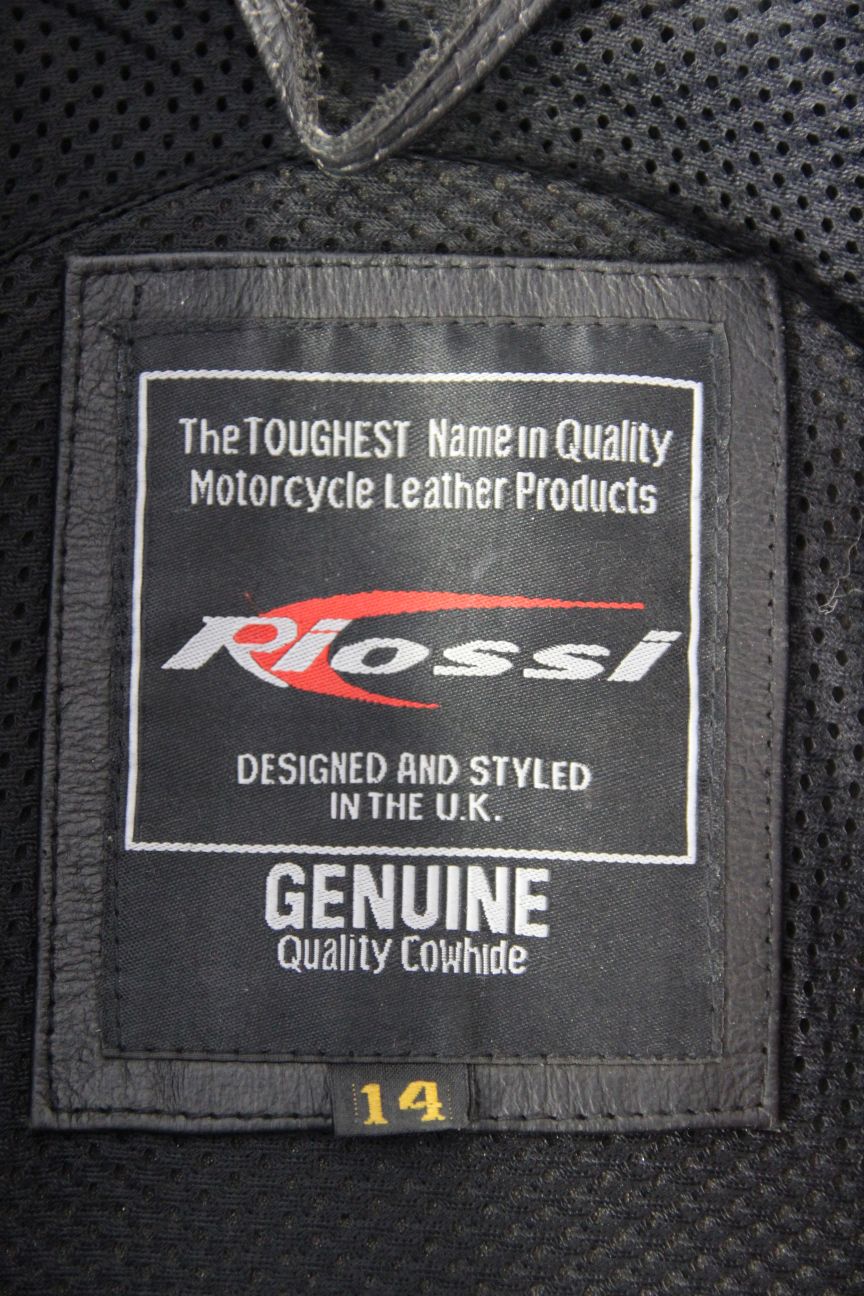 The TOUGHEST Name in Quality
Motorcycle Leather Products
Riossi
DESIGNED AND STYLED
IN THE U.K.
GENUINE
Quality Cowhide
14